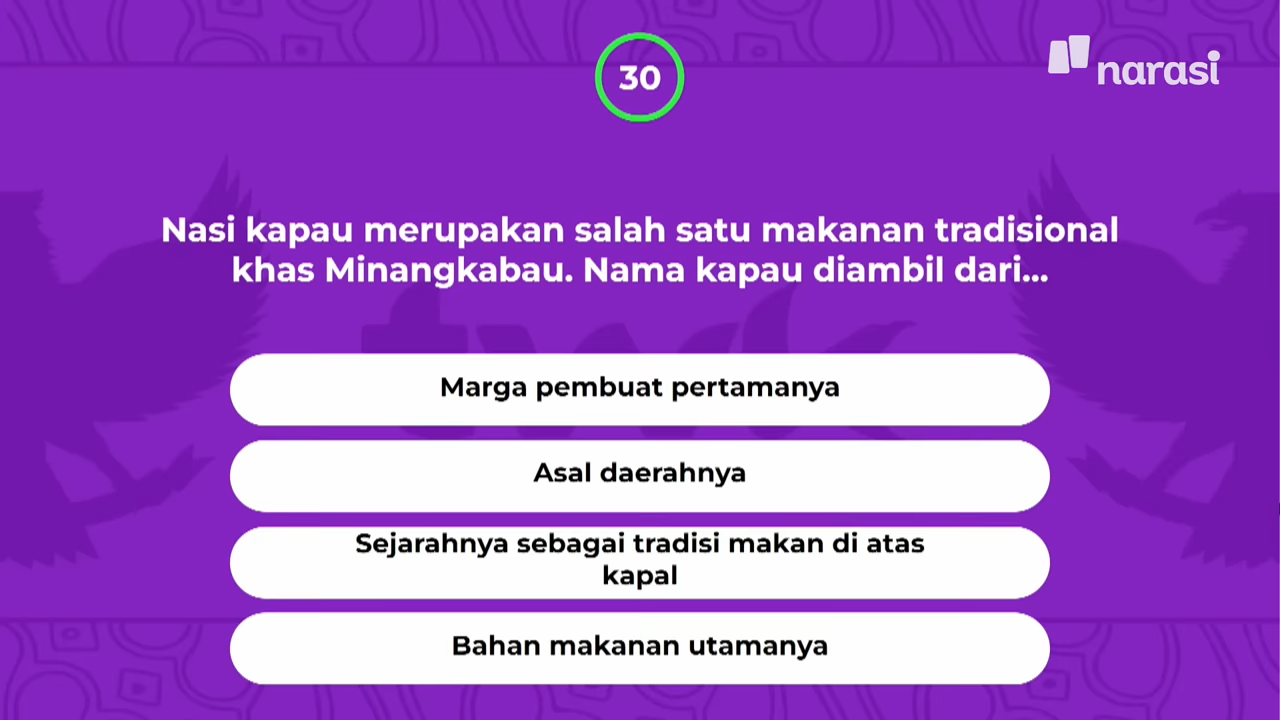 30
narasi
Nasi kapau merupakan salah satu makanan tradisional
khas Minangkabau. Nama kapau diambil dari...
twk
Marga pembuat pertamanya
Asal daerahnya
Sejarahnya sebagai tradisi makan di atas
kapal
Bahan makanan utamanya